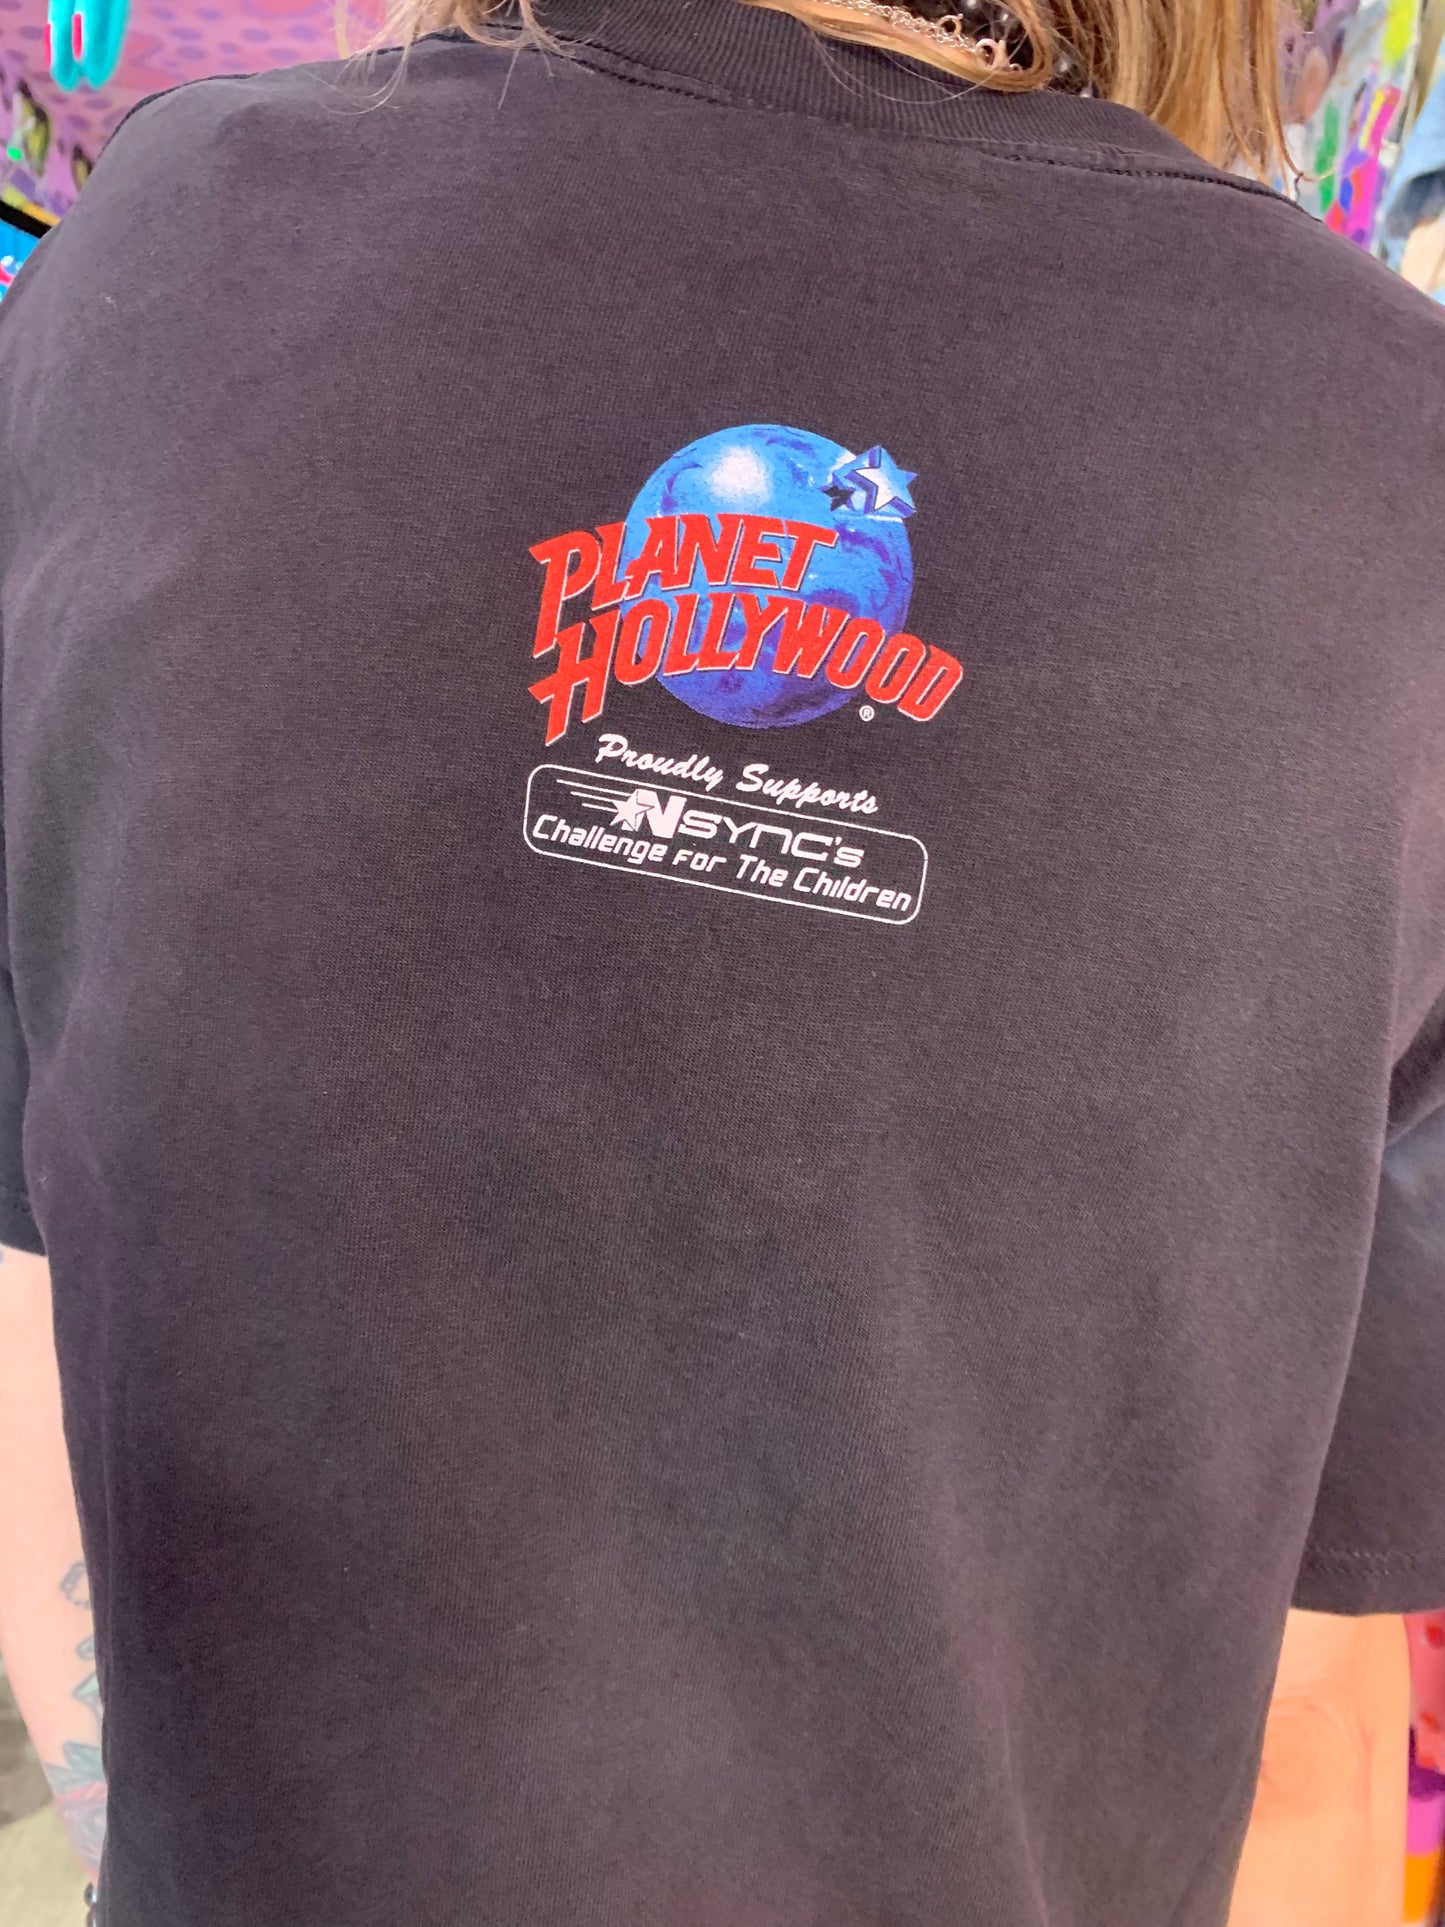 PLANET
HOLLYWOOD®
Proudly Supports
NSYNC's
Challenge for The Children